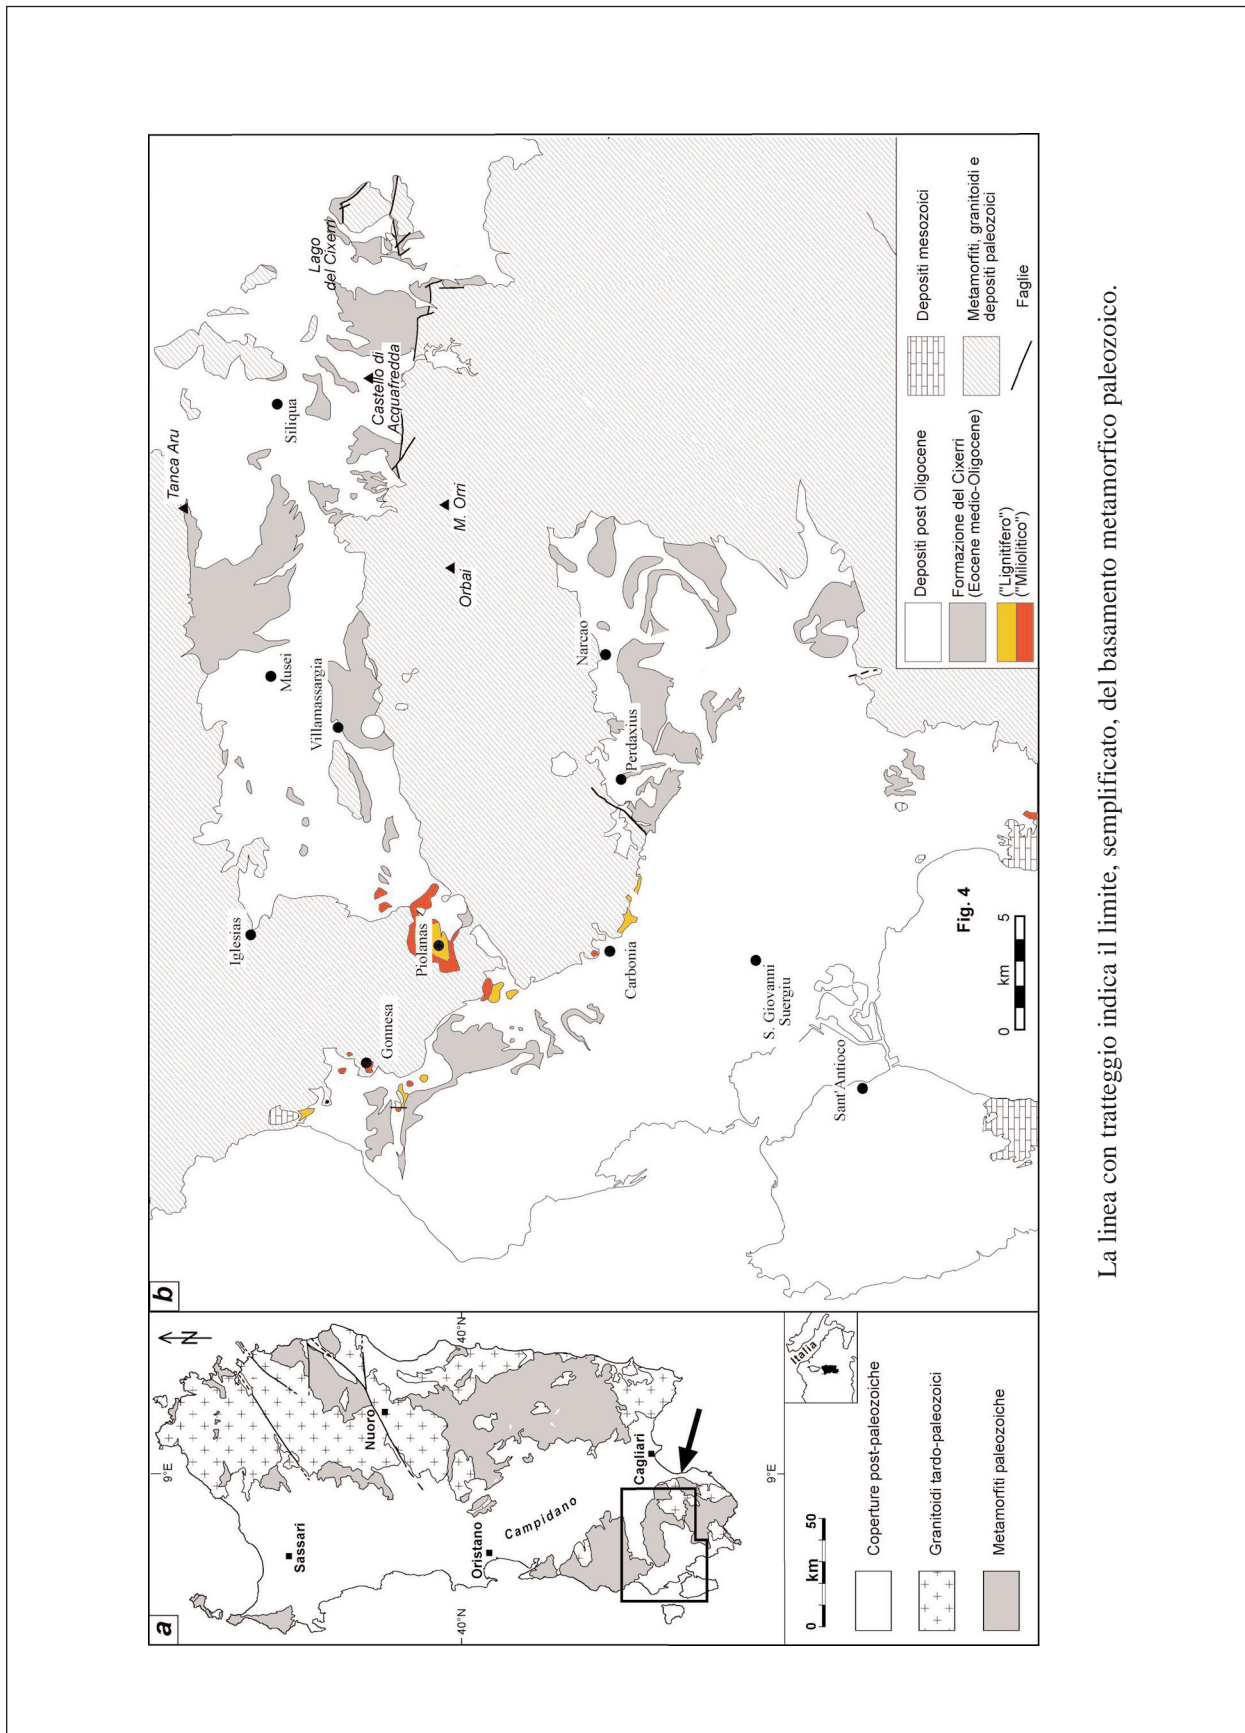 a
N
9°E
40°N
40°N
9°E
Sassari
Nuoro
Oristano
Campidano
Cagliari
0 km 50
Coperture post-paleozoiche
Granitoidi tardo-paleozoici
Metamorfiti paleozoiche
Italia
b
Tanca Aru
Lago
del Cixerri
Siliqua
Castello di
Acquafredda
Musei
Villamassargia
M. Orri
Orbai
Iglesias
Piolanas
Gonnesa
Narcao
Perdaxius
Carbonia
S. Giovanni
Suergiu
Sant'Antioco
Fig. 4
0 km 5
Depositi post Oligocene
Formazione del Cixerri
(Eocene medio-Oligocene)
("Lignitifero")
("Miliolitico")
Depositi mesozoici
Metamorfiti, granitoidi e
depositi paleozoici
Faglie
La linea con tratteggio indica il limite, semplificato, del basamento metamorfico paleozoico.